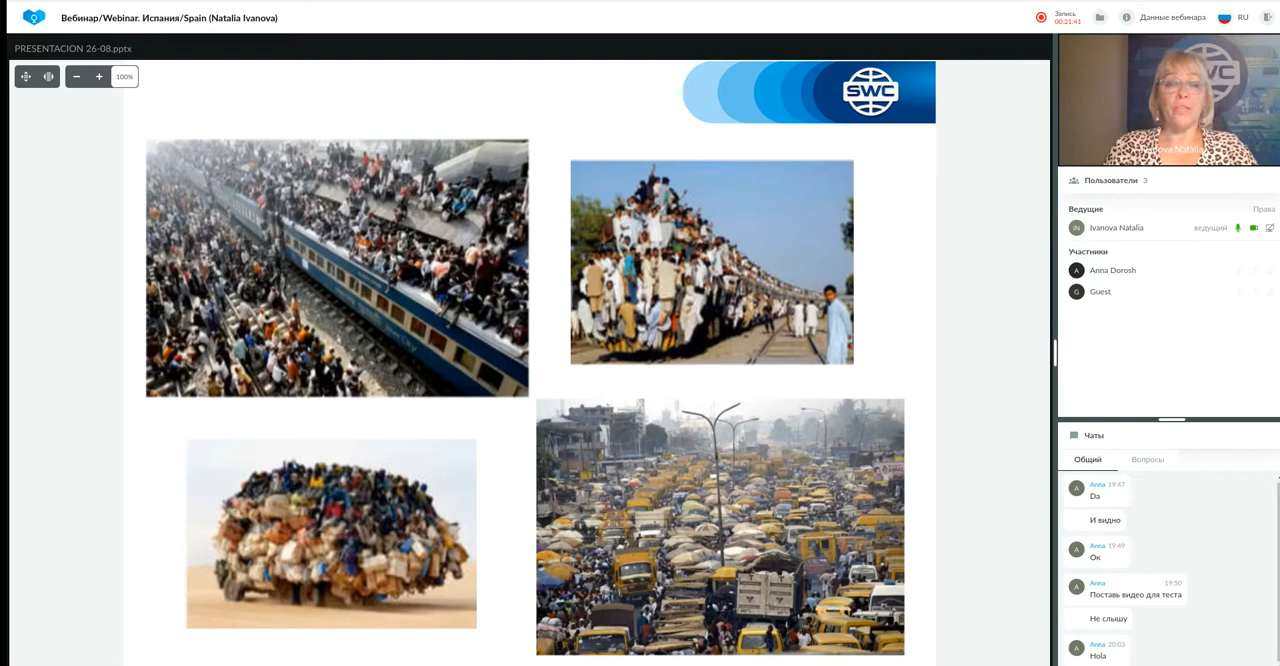 Вебинар/Webinar. Испания/Spain (Natalia Ivanova)
Запись
00:21:41
Данные вебинара
RU
PRESENTACION 26-08.pptx
100%
SWC
Пользователи 3
Ведущие Права
IN Ivanova Natalia ведущий
Участники
A Anna Dorosh
G Guest
Чаты
Общий Вопросы
A Anna 19:47
Da
И видно
A Anna 19:49
Ок
A Anna 19:50
Поставь видео для теста
Не слышу
A Anna 20:03
Hola